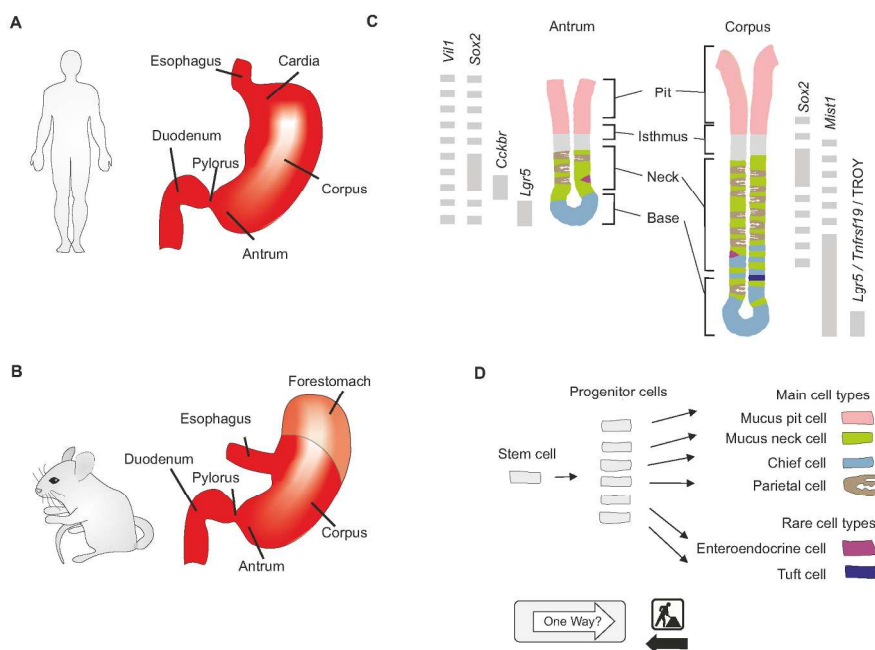 A
Esophagus
Cardia
Duodenum
Pylorus
Corpus
Antrum
B
Forestomach
Esophagus
Duodenum
Pylorus
Corpus
Antrum
C
Antrum
Corpus
Vil1
Sox2
Cckbr
Lgr5
Pit
Isthmus
Neck
Base
Sox2
Mist1
Lgr5 / Tnfrsf19 / TROY
D
Progenitor cells
Main cell types
Stem cell
Mucus pit cell
Mucus neck cell
Chief cell
Parietal cell
Rare cell types
Enteroendocrine cell
Tuft cell
One Way?